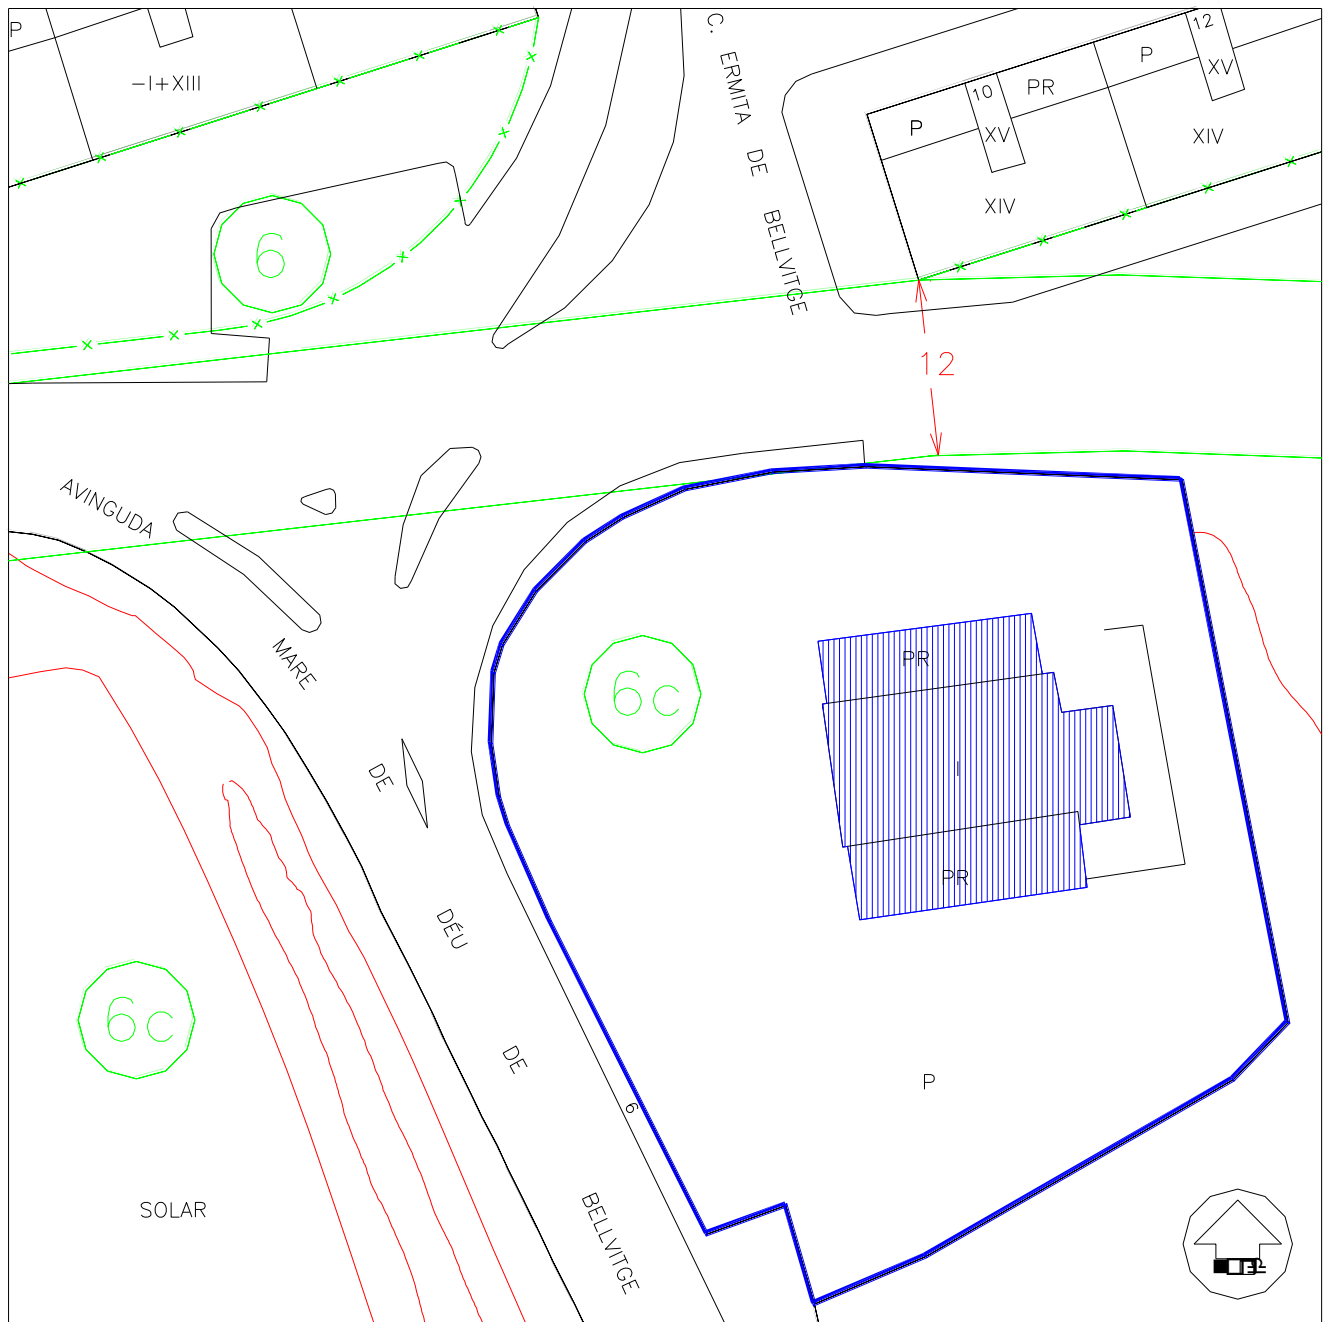 P
-I+XIII
C. ERMITA DE BELLVITGE
12
P
XV
10
PR
P
XV
XIV
XIV
6
12
AVINGUDA MARE DE DÉU DE BELLVITGE
6c
PR
I
PR
6c
P
6
SOLAR